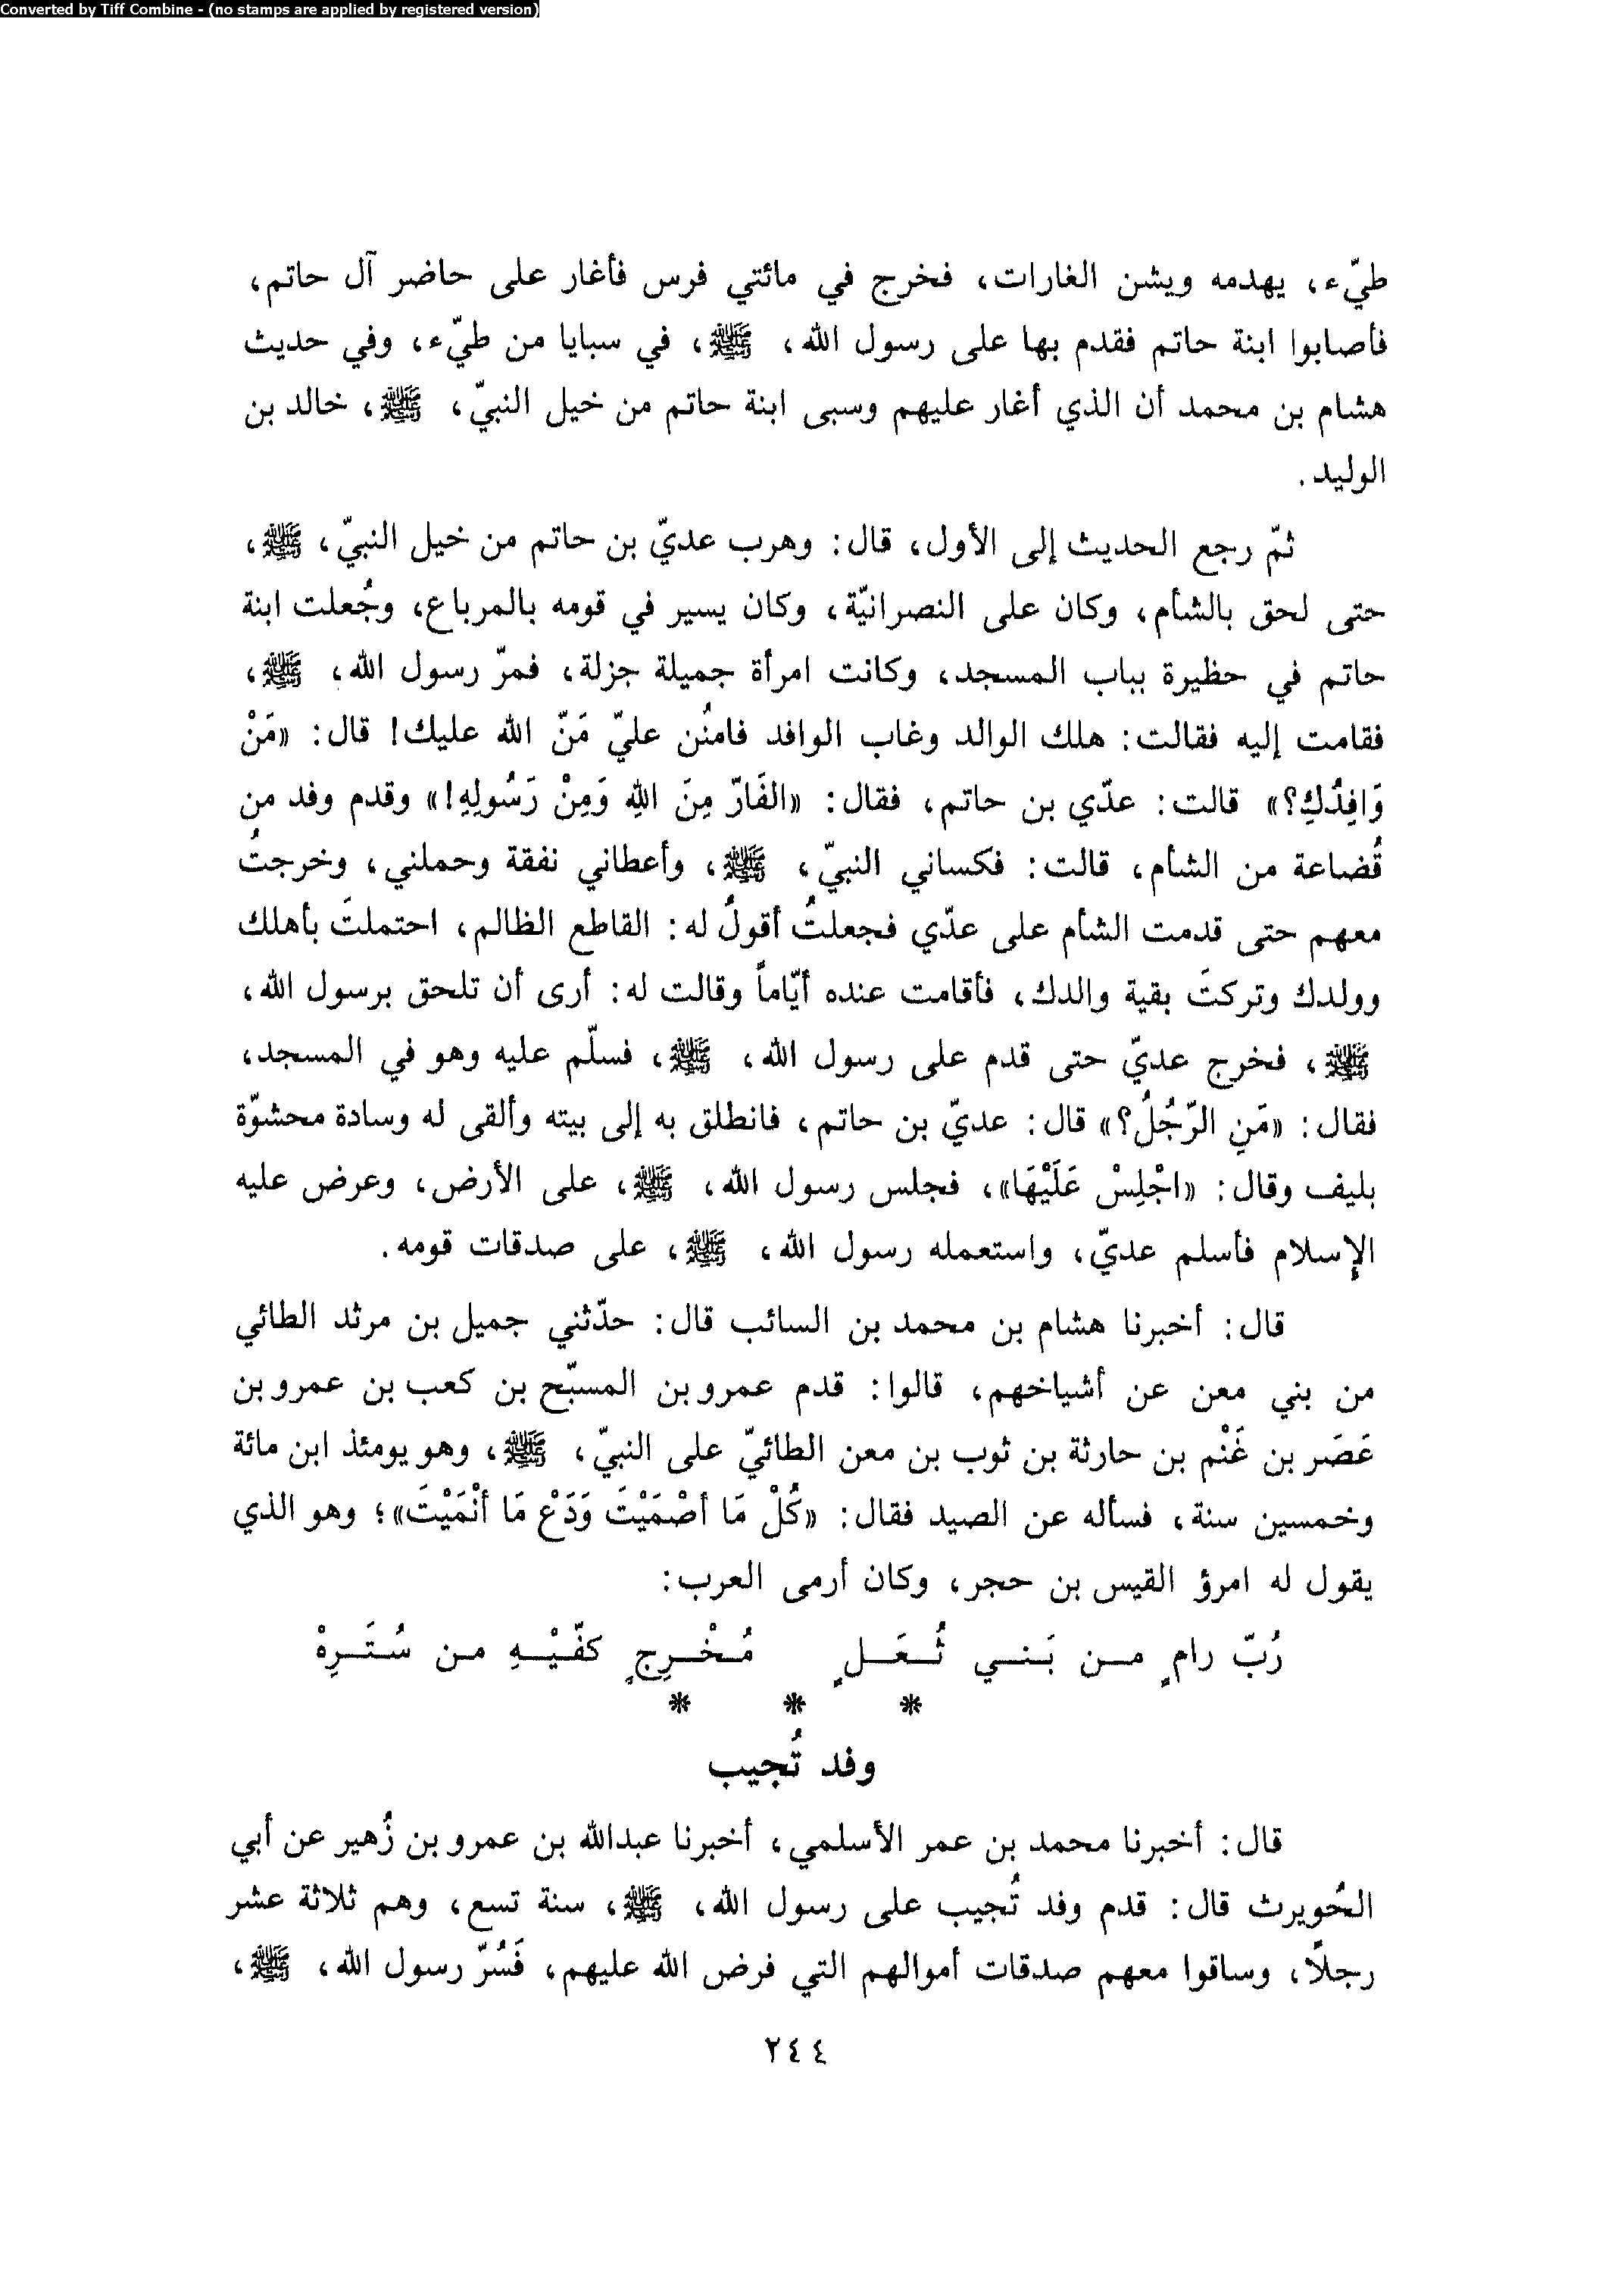 Converted by Tiff Combine - (no stamps are applied by registered version)
طيّء، يهدمه ويشن الغارات، فخرج في مائتي فرس فأغار على حاضر آل حاتم،
فأصابوا ابنة حاتم فقدم بها على رسول الله، ﷺ، في سبايا من طيّء، وفي حديث
هشام بن محمد أن الذي أغار عليهم وسبى ابنة حاتم من خيل النبيّ، ﷺ، خالد بن
الوليد.
ثمّ رجع الحديث إلى الأول، قال: وهرب عديّ بن حاتم من خيل النبيّ، ﷺ،
حتى لحق بالشأم، وكان على النصرانيّة، وكان يسير في قومه بالمرباع، وجُعلت ابنة
حاتم في حظيرة بباب المسجد، وكانت امرأة جميلة جزلة، فمرّ رسول الله، ﷺ،
فقامت إليه فقالت: هلك الوالد وغاب الوافد فامنُن عليّ مَنّ الله عليك! قال: «مَنْ
وَافِدُكِ؟» قالت: عدّي بن حاتم، فقال: «الفَارّ مِنَ اللهِ وَمِنْ رَسُولِهِ!» وقدم وفد من
قُضاعة من الشأم، قالت: فكساني النبيّ، ﷺ، وأعطاني نفقة وحملني، وخرجتُ
معهم حتى قدمت الشأم على عدّي فجعلتُ أقولُ له: القاطع الظالم، احتملتَ بأهلك
وولدك وتركتَ بقية والدك، فأقامت عنده أيّاماً وقالت له: أرى أن تلحق برسول الله،
ﷺ، فخرج عديّ حتى قدم على رسول الله، ﷺ، فسلّم عليه وهو في المسجد،
فقال: «مَنِ الرّجُلُ؟» قال: عديّ بن حاتم، فانطلق به إلى بيته وألقى له وسادة محشوّة
بليف وقال: «اجْلِسْ عَلَيْهَا»، فجلس رسول الله، ﷺ، على الأرض، وعرض عليه
الإسلام فأسلم عديّ، واستعمله رسول الله، ﷺ، على صدقات قومه.
قال: أخبرنا هشام بن محمد بن السائب قال: حدّثني جميل بن مرثد الطائي
من بني معن عن أشياخهم، قالوا: قدم عمرو بن المسبّح بن كعب بن عمرو بن
عَصَر بن غَنْم بن حارثة بن ثوب بن معن الطائيّ على النبيّ، ﷺ، وهو يومئذ ابن مائة
وخمسين سنة، فسأله عن الصيد فقال: «كُلْ مَا أصْمَيْتَ وَدَعْ مَا أنْمَيْتَ»؛ وهو الذي
يقول له امرؤ القيس بن حجر، وكان أرمى العرب:
رُبّ رامٍ مـن بَـنـي ثُـعَـلٍ مُـخْـرِجٍ كفّيْـهِ مـن سُتَـرِهْ
* * *
وفد تُجيب
قال: أخبرنا محمد بن عمر الأسلمي، أخبرنا عبدالله بن عمرو بن زُهير عن أبي
الحُويرث قال: قدم وفد تُجيب على رسول الله، ﷺ، سنة تسع، وهم ثلاثة عشر
رجلاً، وساقوا معهم صدقات أموالهم التي فرض الله عليهم، فَسُرّ رسول الله، ﷺ،
٢٤٤